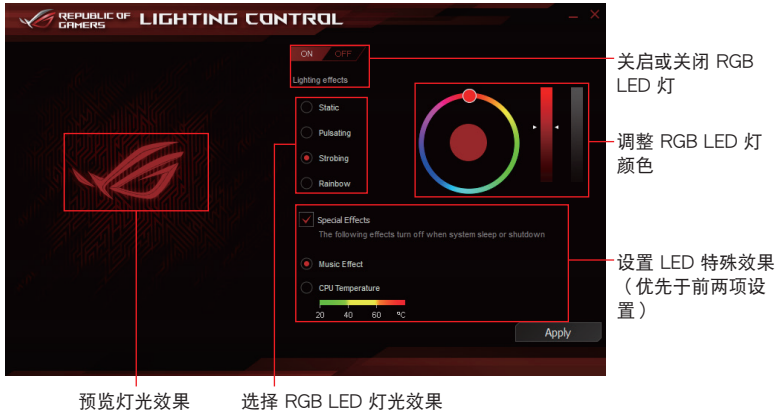 REPUBLIC OF
GAMERS
LIGHTING CONTROL
ON OFF
Lighting effects
Static
Pulsating
Strobing
Rainbow
Special Effects
The following effects turn off when system sleep or shutdown
Music Effect
CPU Temperature
20 40 60 °C
Apply
关启或关闭 RGB
LED 灯
调整 RGB LED 灯
颜色
设置 LED 特殊效果
（优先于前两项设
置）
预览灯光效果
选择 RGB LED 灯光效果